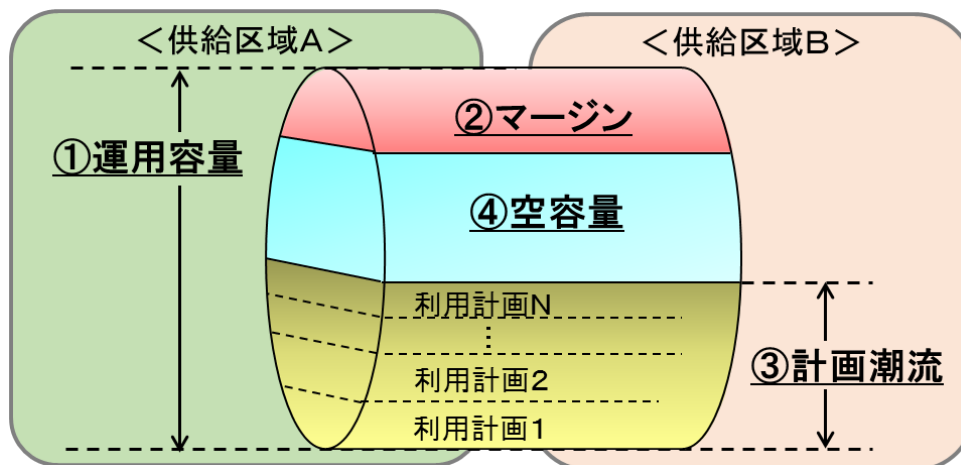 ＜供給区域A＞
＜供給区域B＞
②マージン
①運用容量
④空容量
利用計画N
⋮
③計画潮流
利用計画2
利用計画1